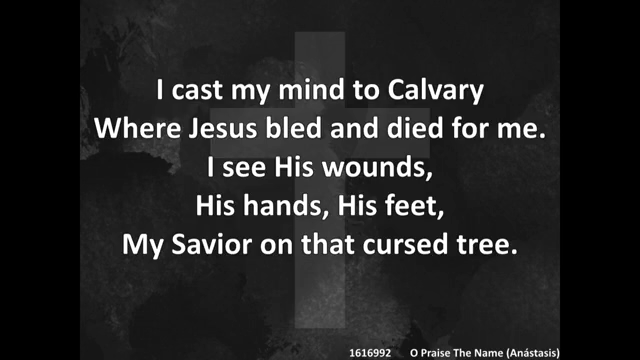 I cast my mind to Calvary
Where Jesus bled and died for me.
I see His wounds,
His hands, His feet,
My Savior on that cursed tree.
1616992 O Praise The Name (Anástasis)